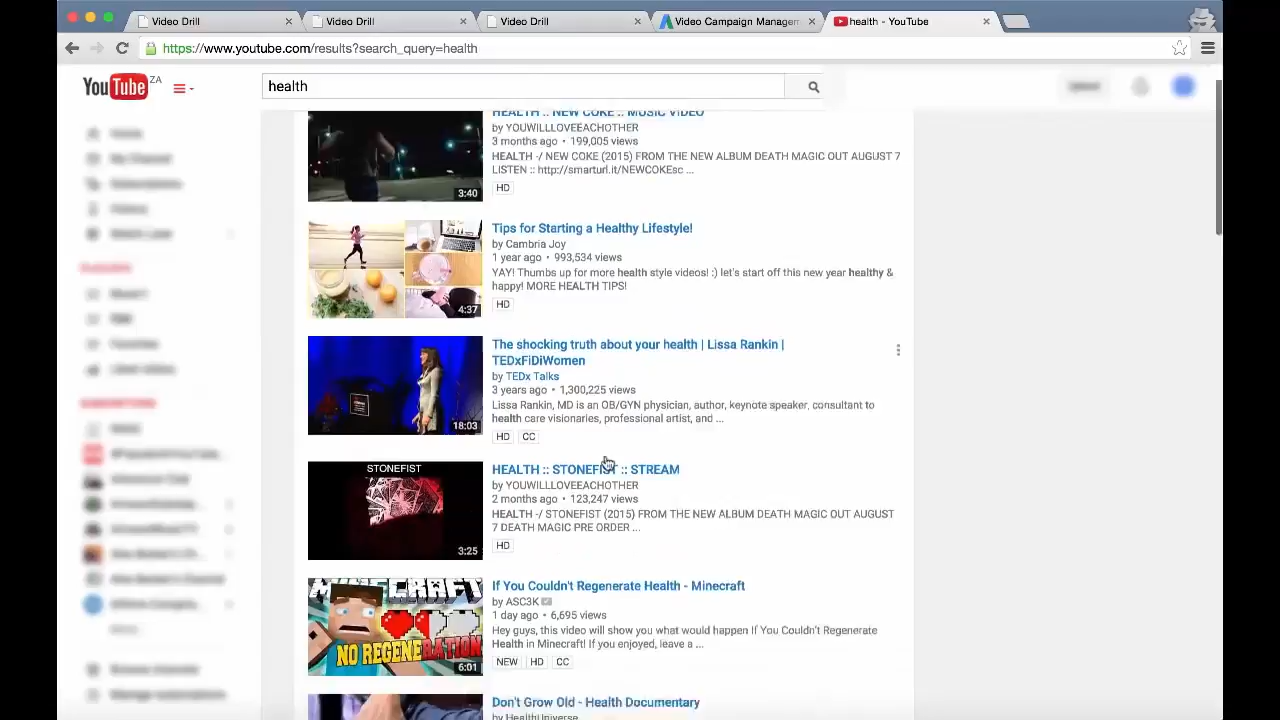 Video Drill
Video Drill
Video Drill
Video Campaign Managem
health - YouTube
https://www.youtube.com/results?search_query=health
YouTube ZA
health
HEALTH :: NEW COKE :: MUSIC VIDEO
by YOUWILLLOVEEACHOTHER
3 months ago • 199,005 views
HEALTH -/ NEW COKE (2015) FROM THE NEW ALBUM DEATH MAGIC OUT AUGUST 7
LISTEN :: http://smarturl.it/NEWCOKEsc ...
3:40
HD
Tips for Starting a Healthy Lifestyle!
by Cambria Joy
1 year ago • 993,534 views
YAY! Thumbs up for more health style videos! :) let's start off this new year healthy &
happy! MORE HEALTH TIPS!
4:37
HD
The shocking truth about your health | Lissa Rankin |
TEDxFiDiWomen
by TEDx Talks
3 years ago • 1,300,225 views
Lissa Rankin, MD is an OB/GYN physician, author, keynote speaker, consultant to
health care visionaries, professional artist, and ...
18:03
HD CC
STONEFIST
HEALTH :: STONEFIST :: STREAM
by YOUWILLLOVEEACHOTHER
2 months ago • 123,247 views
HEALTH -/ STONEFIST (2015) FROM THE NEW ALBUM DEATH MAGIC OUT AUGUST
7 DEATH MAGIC PRE ORDER ...
3:25
HD
MINECRAFT
NO REGENERATION
If You Couldn't Regenerate Health - Minecraft
by ASC3K
1 day ago • 6,695 views
Hey guys, this video will show you what would happen If You Couldn't Regenerate
Health in Minecraft! If you enjoyed, leave a ...
6:01
NEW HD CC
Don't Grow Old - Health Documentary
by HealthUniverse